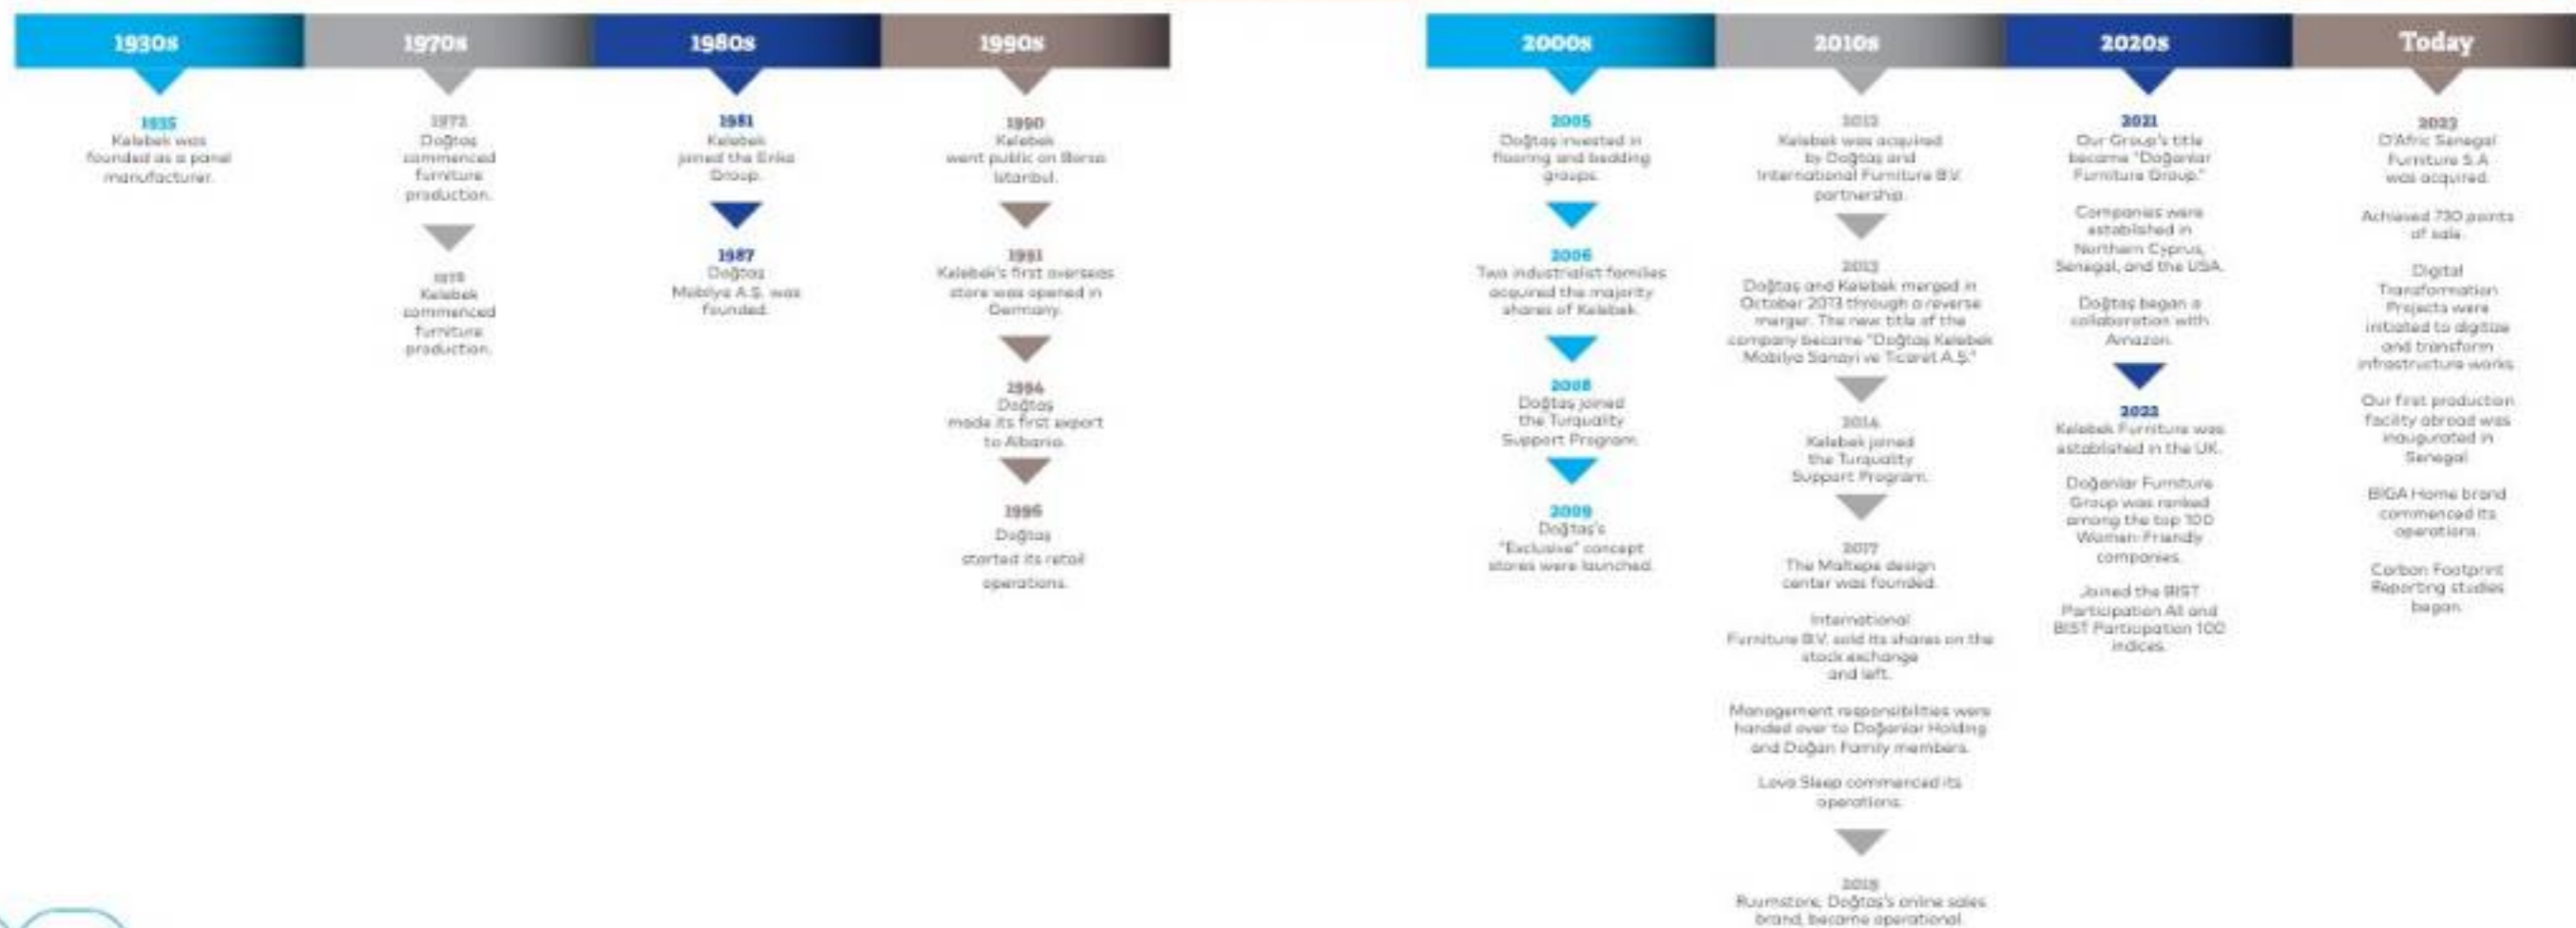 1930s
1935
Kelebek was
founded as a panel
manufacturer.
1970s
1972
Doğtaş
commenced
furniture
production.
Kelebek
commenced
furniture
production.
1980s
1981
Kelebek
joined the Enka
Group.
1987
Doğtaş
Mobilya A.Ş. was
founded.
1990s
1990
Kelebek
went public on Borsa
Istanbul.
1991
Kelebek's first overseas
store was opened in
Germany.
1994
Doğtaş
made its first export
to Albania.
1996
Doğtaş
started its retail
operations.
2000s
2005
Doğtaş invested in
flooring and bedding
groups.
2006
Two industrialist families
acquired the majority
shares of Kelebek.
2008
Doğtaş joined
the Turquality
Support Program.
2009
Doğtaş's
"Exclusive" concept
stores were launched.
2010s
2012
Kelebek was acquired
by Doğtaş and
International Furniture B.V.
partnership.
2013
Doğtaş and Kelebek merged in
October 2013 through a reverse
merger. The new title of the
company became "Doğtaş Kelebek
Mobilya Sanayi ve Ticaret A.Ş."
2014
Kelebek joined
the Turquality
Support Program.
2017
The Maltepe design
center was founded.
International
Furniture B.V. sold its shares on the
stock exchange
and left.
Management responsibilities were
handed over to Doğanlar Holding
and Doğan Family members.
Lova Sleep commenced its
operations.
2019
Ruumstore, Doğtaş's online sales
brand, became operational.
2020s
2021
Our Group's title
became "Doğanlar
Furniture Group."
Companies were
established in
Northern Cyprus,
Senegal, and the USA.
Doğtaş began a
collaboration with
Amazon.
2022
Kelebek Furniture was
established in the UK.
Doğanlar Furniture
Group was ranked
among the top 100
Women-Friendly
companies.
Joined the BIST
Participation All and
BIST Participation 100
indices.
Today
2023
D'Afric Senegal
Furniture S.A
was acquired.
Achieved 730 points
of sale.
Digital
Transformation
Projects were
initiated to digitize
and transform
infrastructure works.
Our first production
facility abroad was
inaugurated in
Senegal
BIGA Home brand
commenced its
operations.
Carbon Footprint
Reporting studies
began.